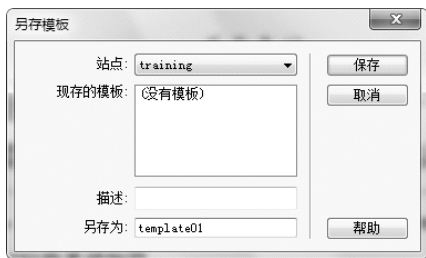 另存模板
站点: training
保存
现存的模板: (没有模板)
取消
描述:
另存为: template01
帮助